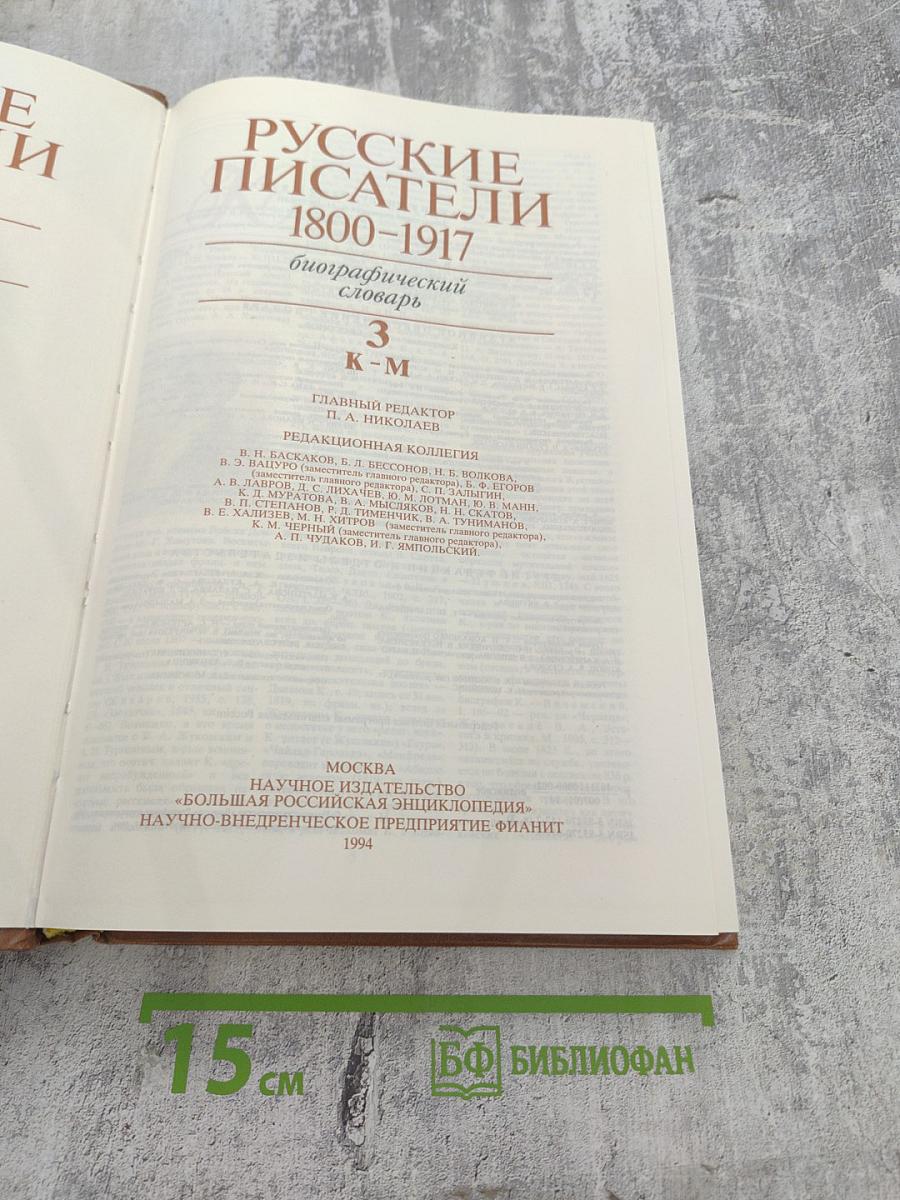 Е
ТИ
РУССКИЕ
ПИСАТЕЛИ
1800–1917
биографический
словарь
3
К - М
ГЛАВНЫЙ РЕДАКТОР
П. А. НИКОЛАЕВ
РЕДАКЦИОННАЯ КОЛЛЕГИЯ
В. Н. БАСКАКОВ, Б. Л. БЕССОНОВ, Н. Б. ВОЛКОВА,
В. Э. ВАЦУРО (заместитель главного редактора), Б. Ф. ЕГОРОВ
(заместитель главного редактора), С. П. ЗАЛЫГИН,
А. В. ЛАВРОВ, Д. С. ЛИХАЧЕВ, Ю. М. ЛОТМАН, Ю. В. МАНН,
К. Д. МУРАТОВА, В. А. МЫСЛЯКОВ, Н. Н. СКАТОВ,
В. П. СТЕПАНОВ, Р. Д. ТИМЕНЧИК, В. А. ТУНИМАНОВ,
В. Е. ХАЛИЗЕВ, М. Н. ХИТРОВ (заместитель главного редактора),
К. М. ЧЕРНЫЙ (заместитель главного редактора),
А. П. ЧУДАКОВ, И. Г. ЯМПОЛЬСКИЙ.
МОСКВА
НАУЧНОЕ ИЗДАТЕЛЬСТВО
«БОЛЬШАЯ РОССИЙСКАЯ ЭНЦИКЛОПЕДИЯ»
НАУЧНО-ВНЕДРЕНЧЕСКОЕ ПРЕДПРИЯТИЕ ФИАНИТ
1994
15 см
БФ БИБЛИОФАН